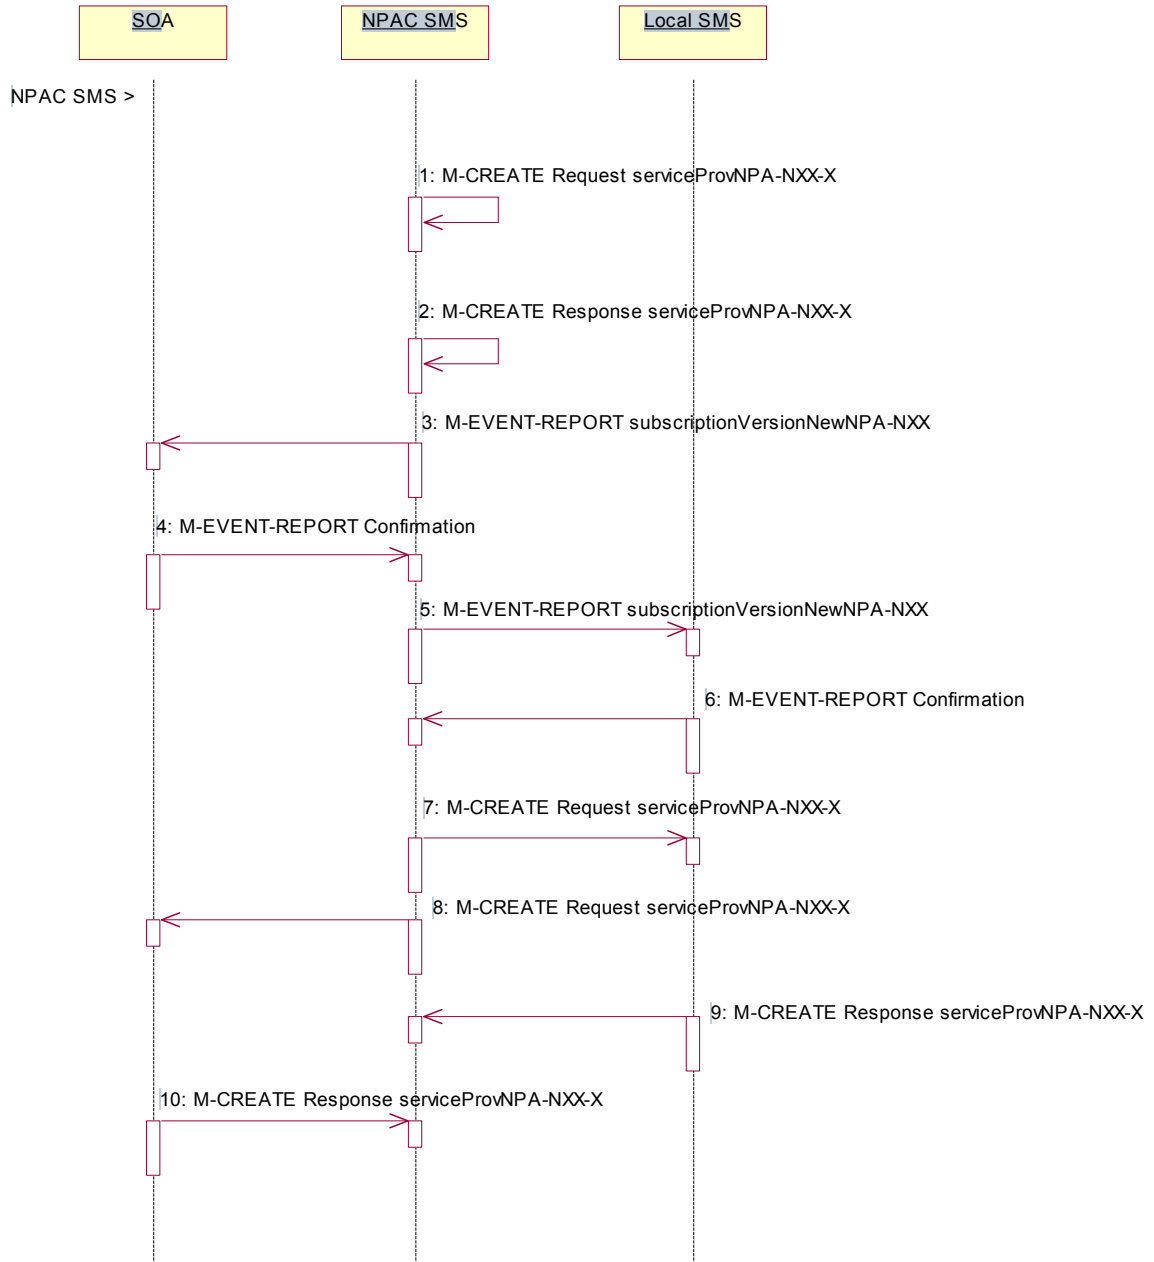 SOA
NPAC SMS
Local SMS
NPAC SMS >
1: M-CREATE Request serviceProvNPA-NXX-X
2: M-CREATE Response serviceProvNPA-NXX-X
3: M-EVENT-REPORT subscriptionVersionNewNPA-NXX
4: M-EVENT-REPORT Confirmation
5: M-EVENT-REPORT subscriptionVersionNewNPA-NXX
6: M-EVENT-REPORT Confirmation
7: M-CREATE Request serviceProvNPA-NXX-X
8: M-CREATE Request serviceProvNPA-NXX-X
9: M-CREATE Response serviceProvNPA-NXX-X
10: M-CREATE Response serviceProvNPA-NXX-X